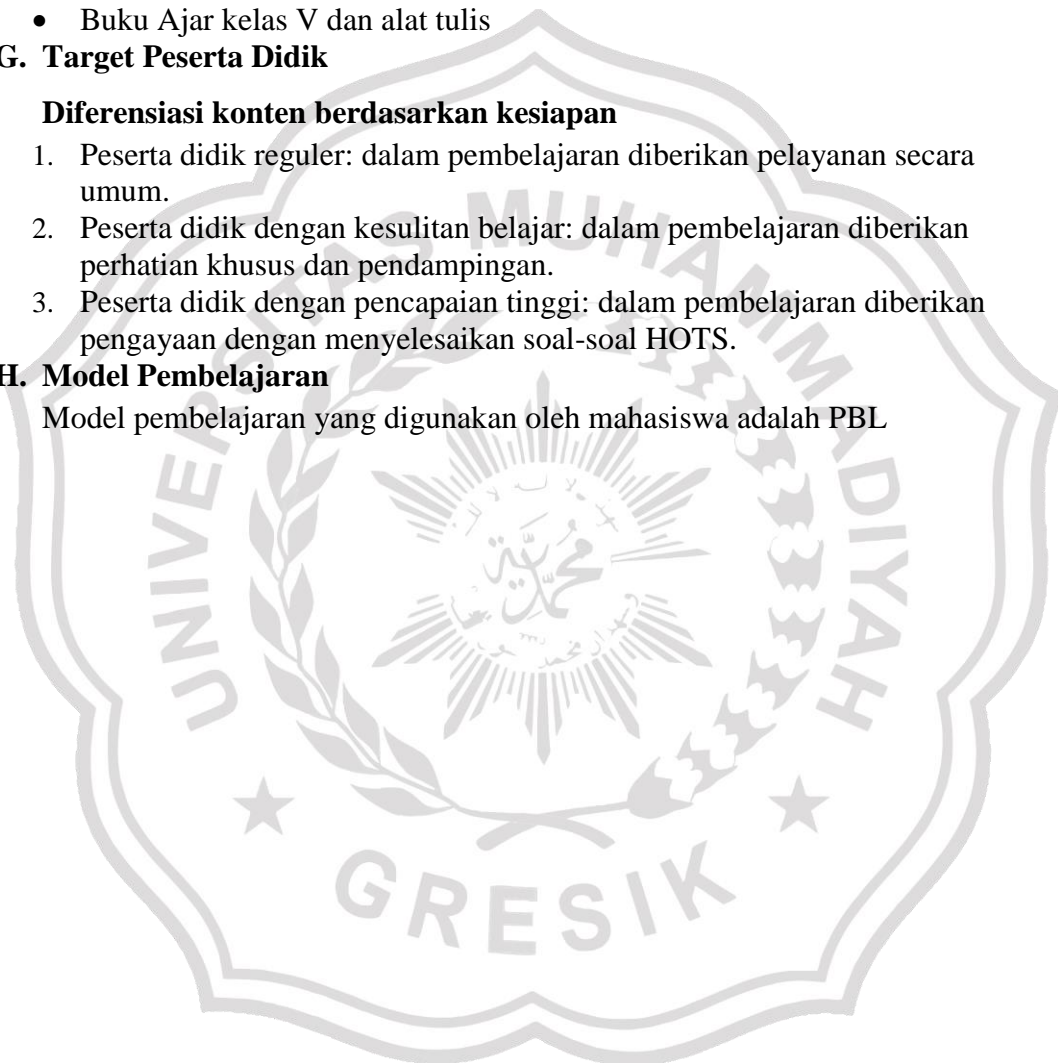 • Buku Ajar kelas V dan alat tulis
G. Target Peserta Didik
Diferensiasi konten berdasarkan kesiapan
1. Peserta didik reguler: dalam pembelajaran diberikan pelayanan secara
umum.
2. Peserta didik dengan kesulitan belajar: dalam pembelajaran diberikan
perhatian khusus dan pendampingan.
3. Peserta didik dengan pencapaian tinggi: dalam pembelajaran diberikan
pengayaan dengan menyelesaikan soal-soal HOTS.
H. Model Pembelajaran
Model pembelajaran yang digunakan oleh mahasiswa adalah PBL
UNIVERSITAS MUHAMMADIYAH
محمد
GRESIK